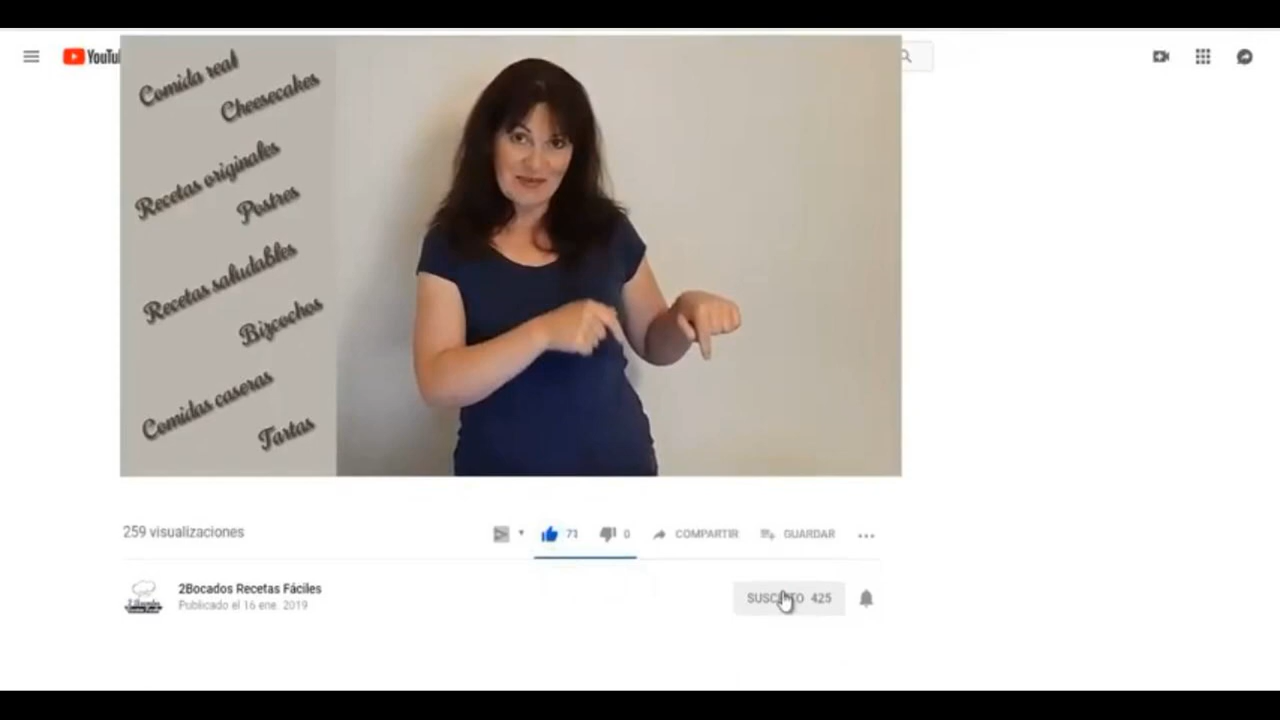 YouTu
Comida real
Cheesecakes
Recetas originales
Postres
Recetas saludables
Bizcochos
Comidas caseras
Tartas
259 visualizaciones
71
0
COMPARTIR
GUARDAR
2Bocados Recetas Fáciles
Publicado el 16 ene. 2019
425